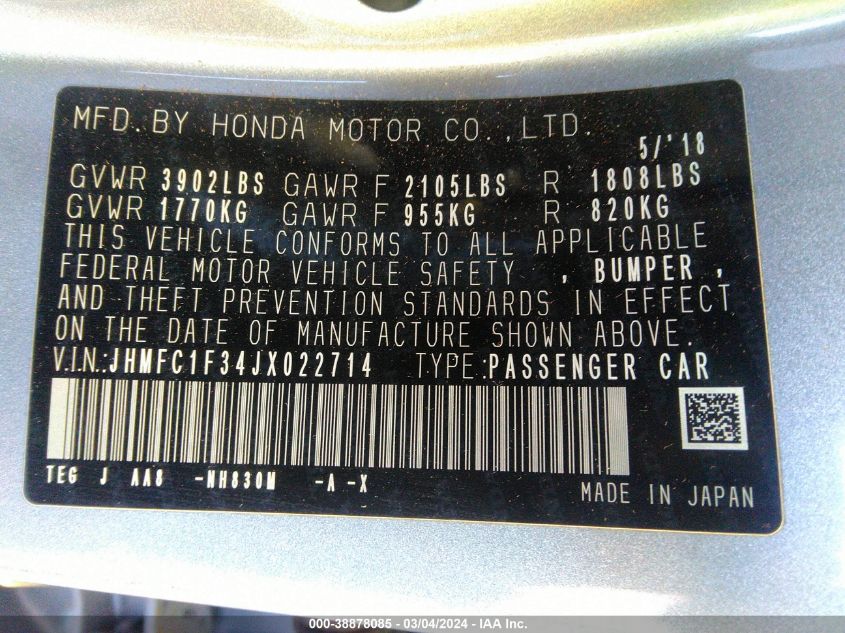 MFD. BY HONDA MOTOR CO.,LTD.
5/'18
GVWR 3902LBS GAWR F 2105LBS R 1808LBS
GVWR 1770KG GAWR F 955KG R 820KG
THIS VEHICLE CONFORMS TO ALL APPLICABLE
FEDERAL MOTOR VEHICLE SAFETY , BUMPER ,
AND THEFT PREVENTION STANDARDS IN EFFECT
ON THE DATE OF MANUFACTURE SHOWN ABOVE.
V.I.N.:JHMFC1F34JX022714 TYPE:PASSENGER CAR
TEG J AA8 -NH830M -A -X
MADE IN JAPAN
000-38878085 - 03/04/2024 - IAA Inc.